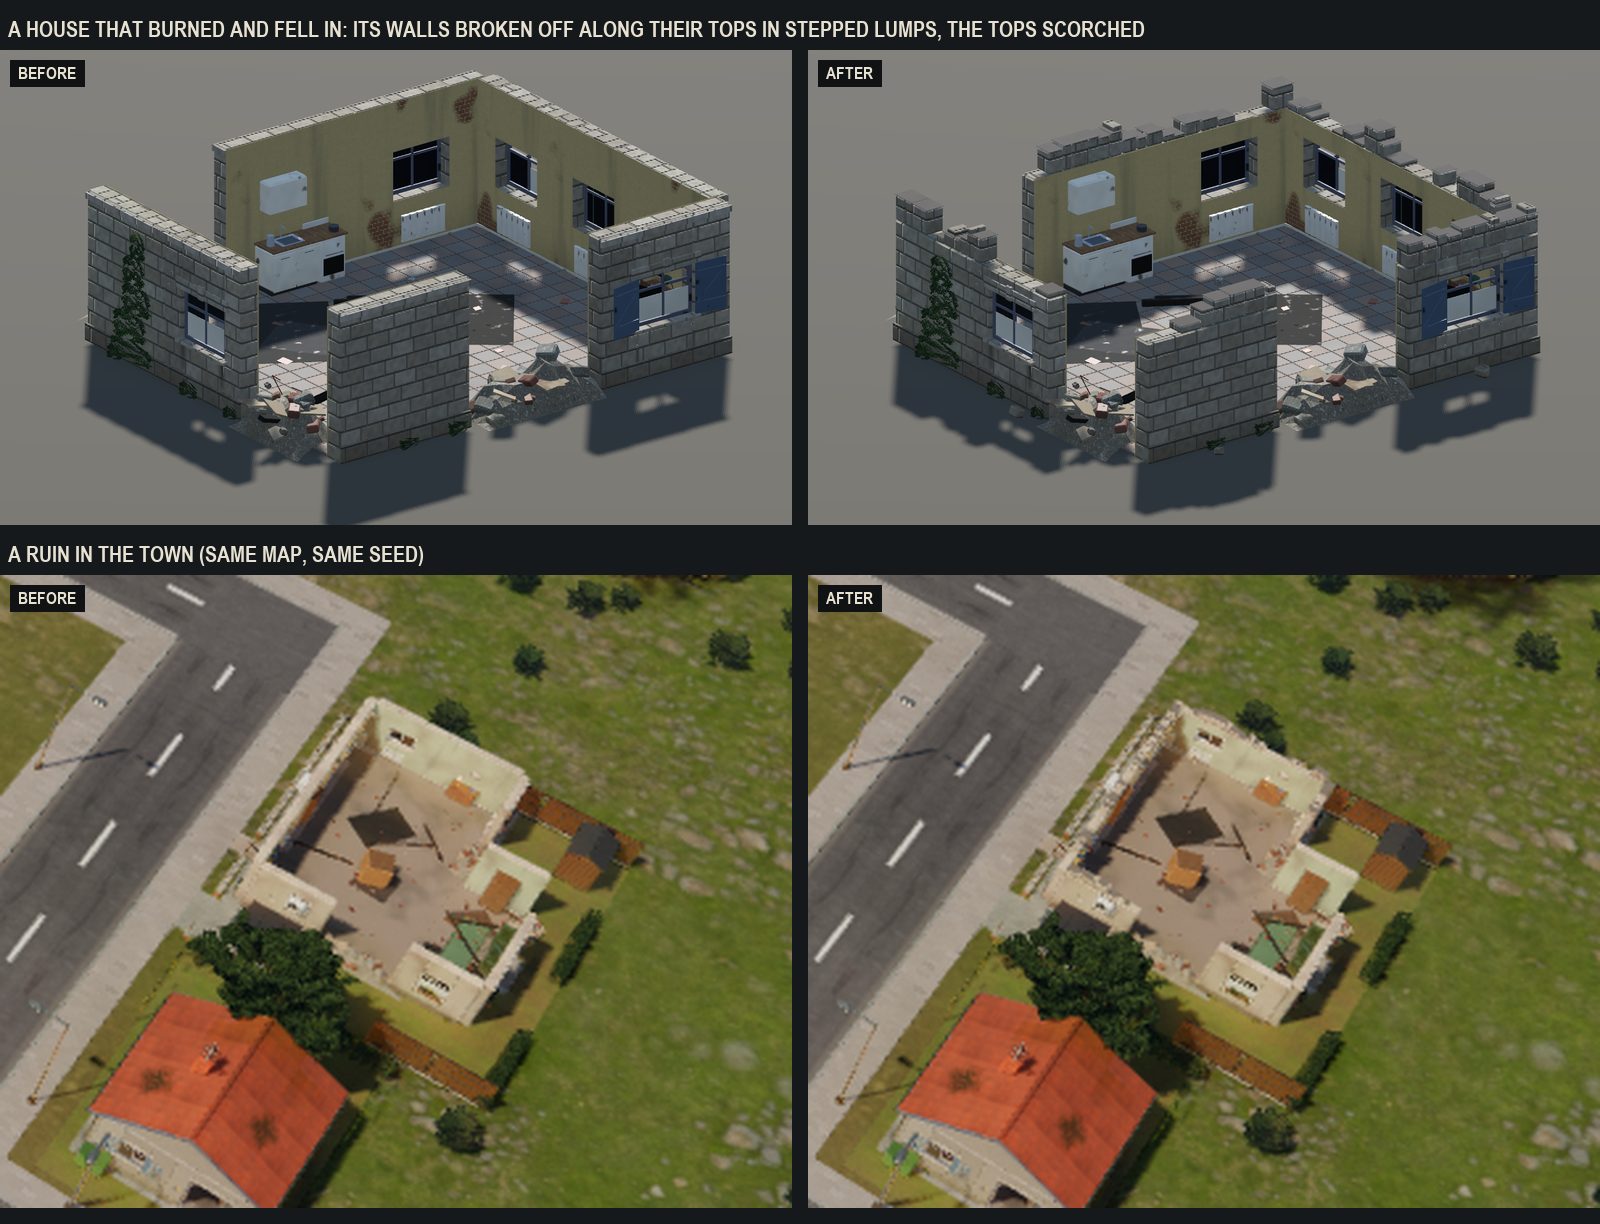 A HOUSE THAT BURNED AND FELL IN: ITS WALLS BROKEN OFF ALONG THEIR TOPS IN STEPPED LUMPS, THE TOPS SCORCHED
BEFORE
AFTER
A RUIN IN THE TOWN (SAME MAP, SAME SEED)
BEFORE
AFTER